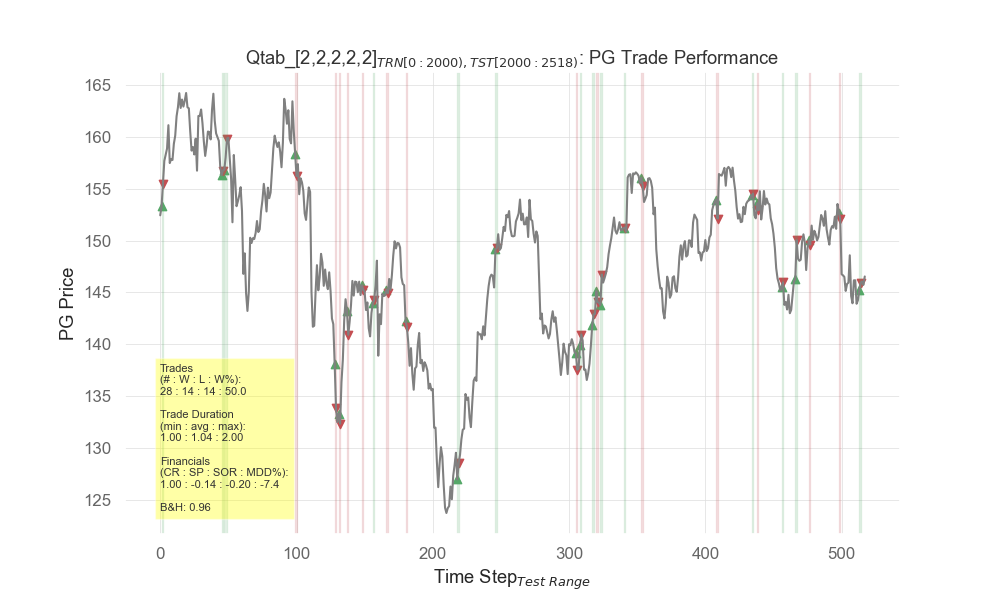 Qtab_[2,2,2,2,2]TRN[0 : 2000), TST[2000 : 2518): PG Trade Performance
165
160
155
150
145
140
135
130
125
PG Price
Trades
(# : W : L : W%):
28 : 14 : 14 : 50.0
Trade Duration
(min : avg : max):
1.00 : 1.04 : 2.00
Financials
(CR : SP : SOR : MDD%):
1.00 : -0.14 : -0.20 : -7.4
B&H: 0.96
0 100 200 300 400 500
Time StepTest Range